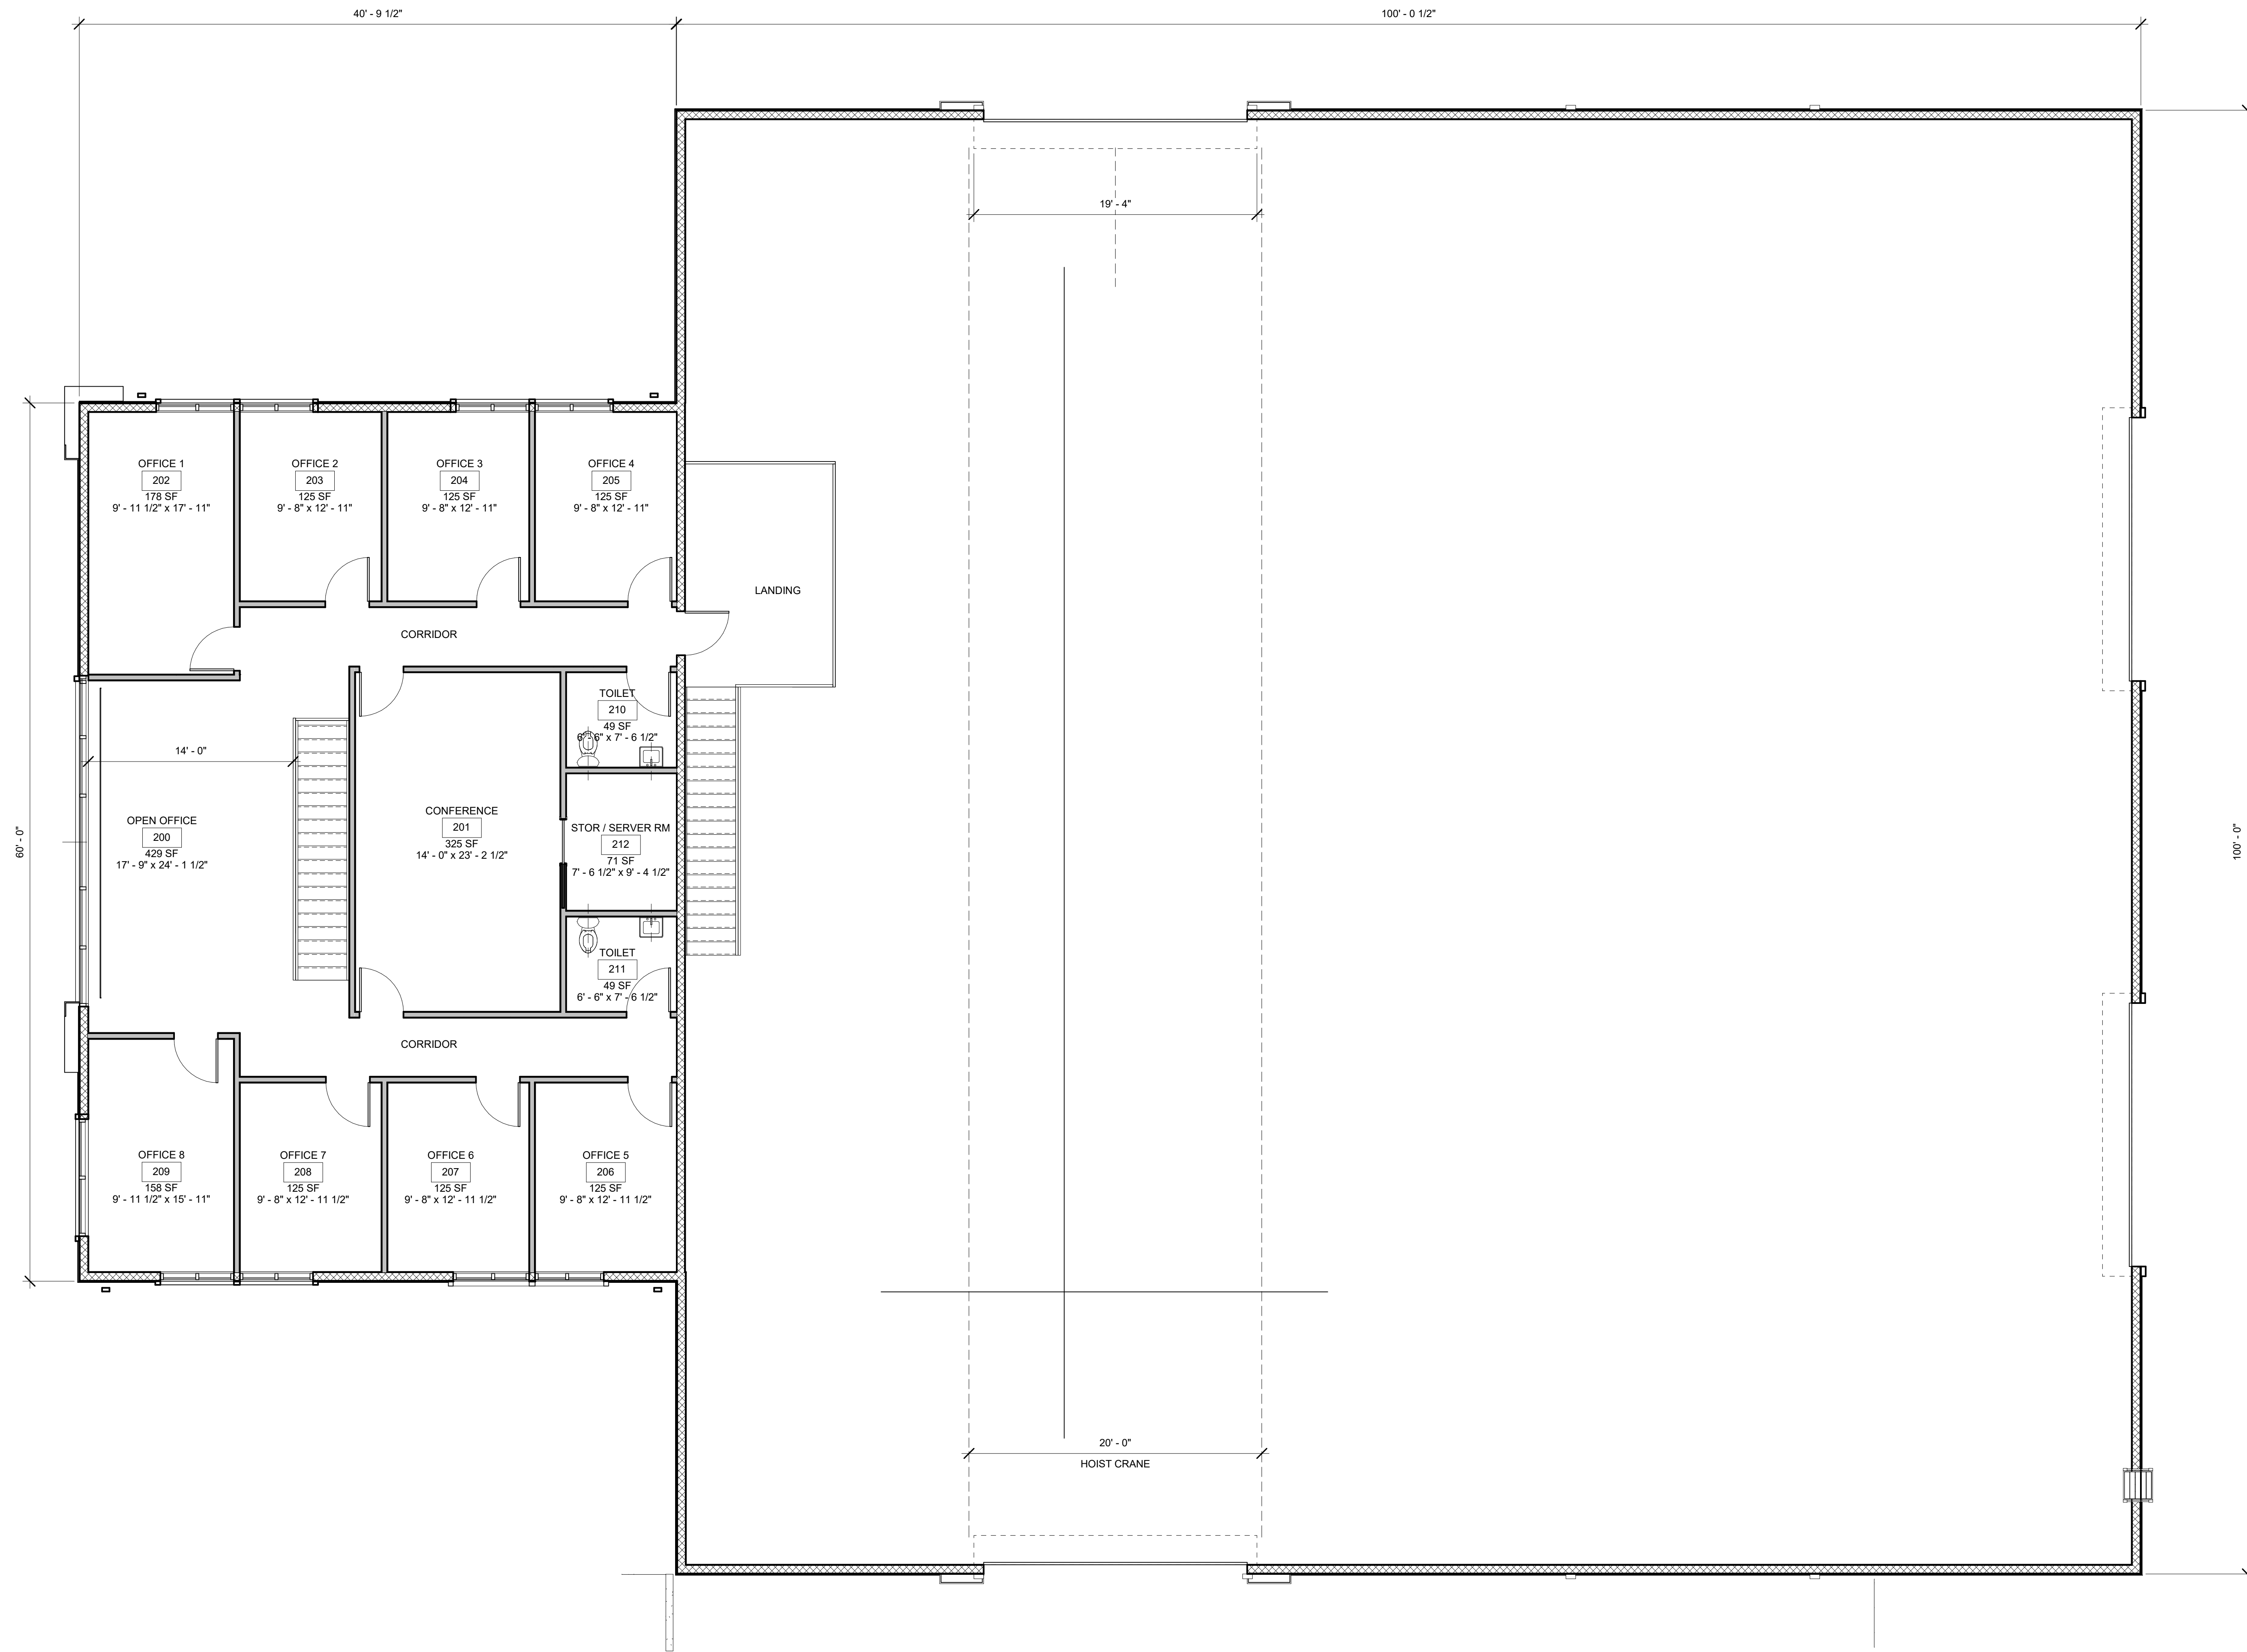 40' - 9 1/2"
100' - 0 1/2"
19' - 4"
OFFICE 1
202
178 SF
9' - 11 1/2" x 17' - 11"
OFFICE 2
203
125 SF
9' - 8" x 12' - 11"
OFFICE 3
204
125 SF
9' - 8" x 12' - 11"
OFFICE 4
205
125 SF
9' - 8" x 12' - 11"
LANDING
CORRIDOR
TOILET
210
49 SF
6' - 6" x 7' - 6 1/2"
14' - 0"
OPEN OFFICE
200
429 SF
17' - 9" x 24' - 1 1/2"
CONFERENCE
201
325 SF
14' - 0" x 23' - 2 1/2"
STOR / SERVER RM
212
71 SF
7' - 6 1/2" x 9' - 4 1/2"
60' - 0"
100' - 0"
TOILET
211
49 SF
6' - 6" x 7' - 6 1/2"
CORRIDOR
OFFICE 8
209
158 SF
9' - 11 1/2" x 15' - 11"
OFFICE 7
208
125 SF
9' - 8" x 12' - 11 1/2"
OFFICE 6
207
125 SF
9' - 8" x 12' - 11 1/2"
OFFICE 5
206
125 SF
9' - 8" x 12' - 11 1/2"
20' - 0"
HOIST CRANE